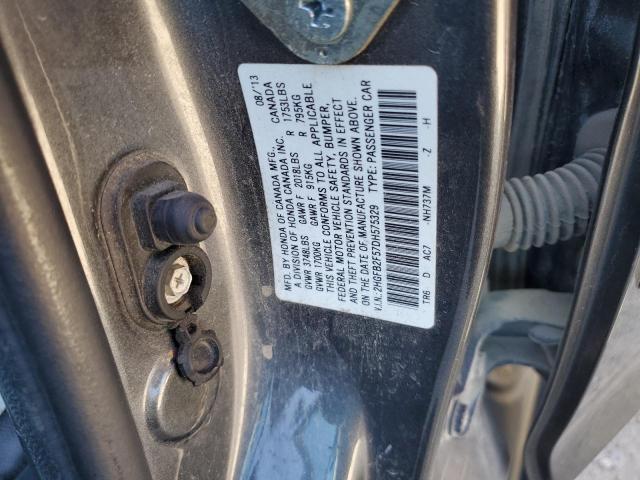 MFD. BY HONDA OF CANADA MFG., 08/'13
A DIVISION OF HONDA CANADA INC. CANADA
GVWR 3748LBS GAWR F 2018LBS R 1753LBS
GVWR 1700KG GAWR F 915KG R 795KG
THIS VEHICLE CONFORMS TO ALL APPLICABLE
FEDERAL MOTOR VEHICLE SAFETY, BUMPER,
AND THEFT PREVENTION STANDARDS IN EFFECT
ON THE DATE OF MANUFACTURE SHOWN ABOVE.
V.I.N.: 2HGFB2F57DH575329 TYPE: PASSENGER CAR
TR6 D AC7 -NH737M -Z -H